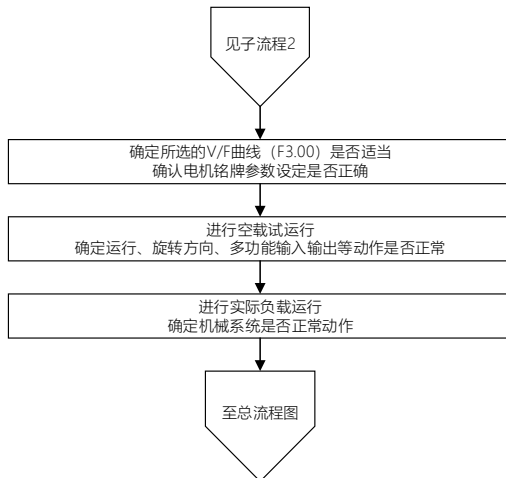 见子流程2
确定所选的V/F曲线（F3.00）是否适当
确认电机铭牌参数设定是否正确
进行空载试运行
确定运行、旋转方向、多功能输入输出等动作是否正常
进行实际负载运行
确定机械系统是否正常动作
至总流程图